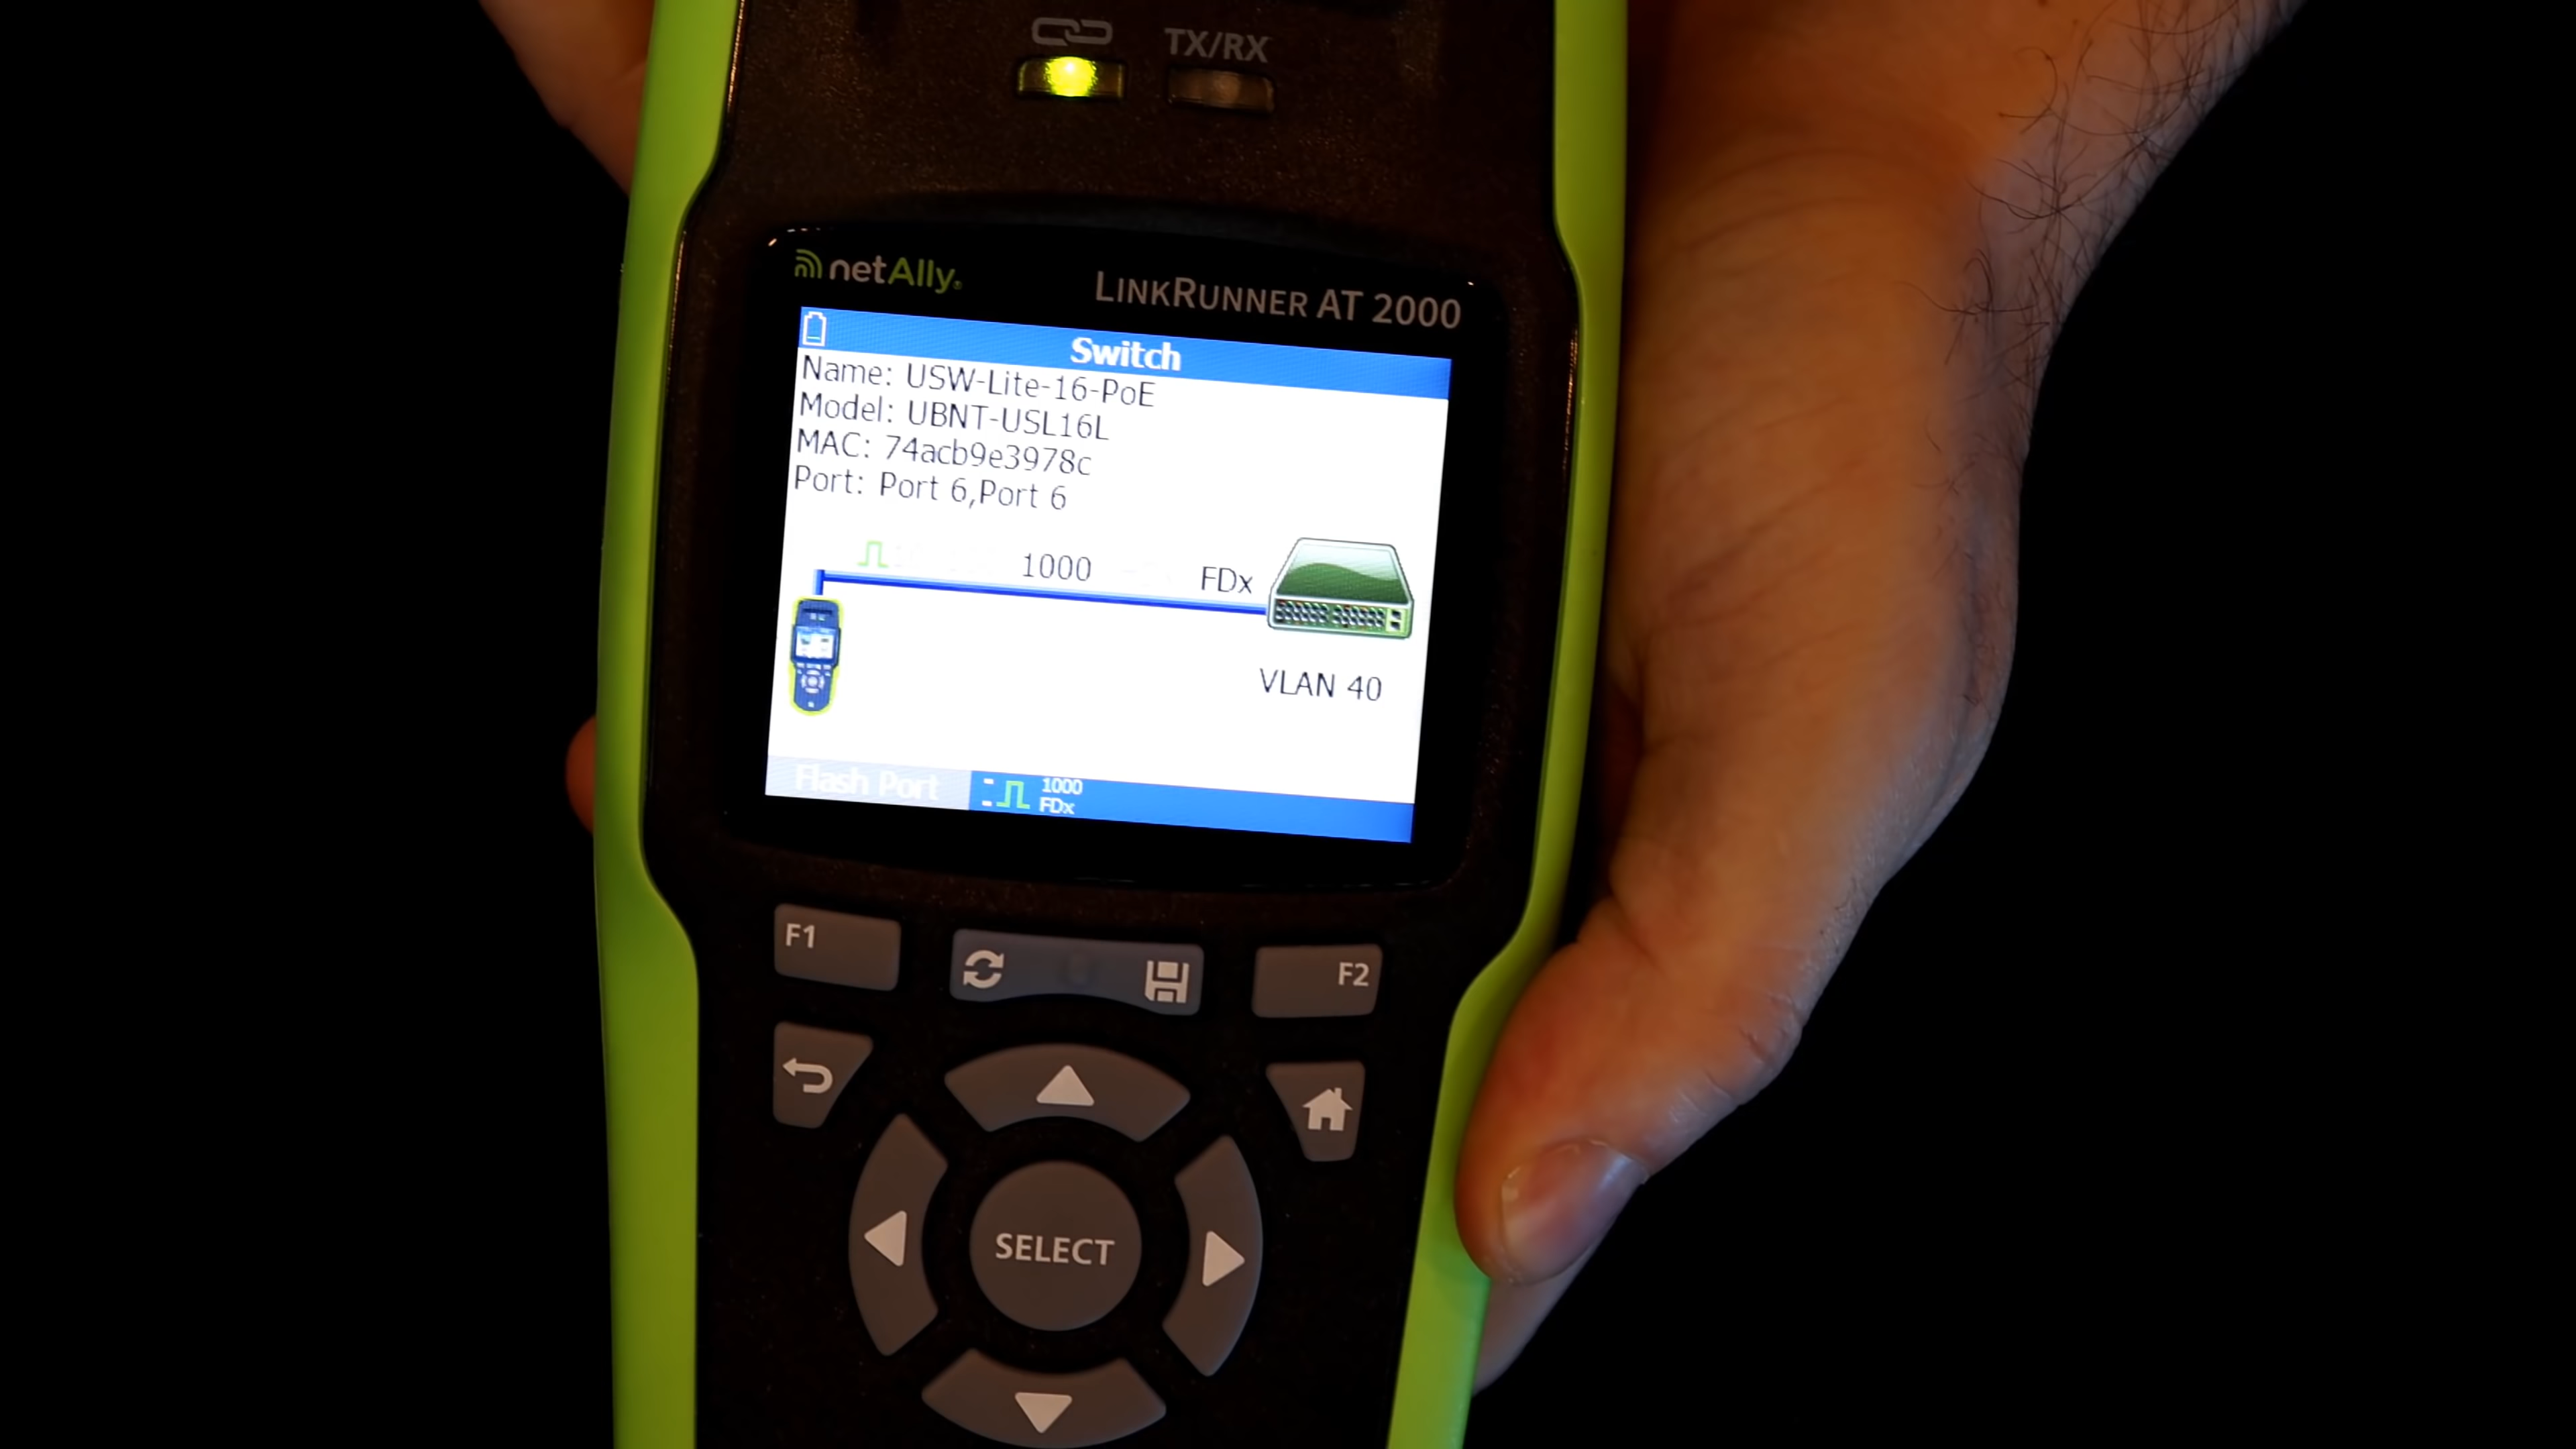 TX/RX
netAlly
LINKRUNNER AT 2000
Switch
Name: USW-Lite-16-PoE
Model: UBNT-USL16L
MAC: 74acb9e3978c
Port: Port 6,Port 6
1000 FDx
VLAN 40
Flash Port
1000
FDx
F1
F2
SELECT